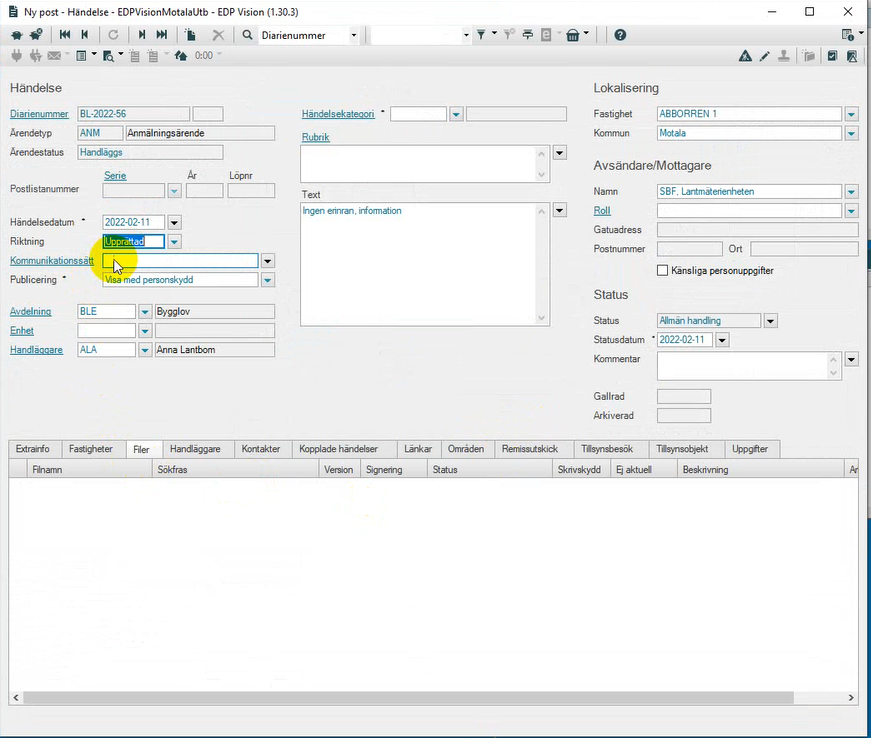 Ny post - Händelse - EDPVisionMotalaUtb - EDP Vision (1.30.3)
Diarienummer
0:00
Händelse
Diarienummer BL-2022-56
Ärendetyp ANM Anmälningsärende
Ärendestatus Handläggs
Serie År Löpnr
Postlistanummer
Händelsedatum * 2022-02-11
Riktning Upprättad
Kommunikationssätt
Publicering * Visa med personskydd
Avdelning BLE Bygglov
Enhet
Handläggare ALA Anna Lantbom
Händelsekategori *
Rubrik
Text
Ingen erinran, infomation
Lokalisering
Fastighet ABBORREN 1
Kommun Motala
Avsändare/Mottagare
Namn SBF, Lantmäterienheten
Roll
Gatuadress
Postnummer Ort
Känsliga personuppgifter
Status
Status Allmän handling
Statusdatum * 2022-02-11
Kommentar
Gallrad
Arkiverad
Extrainfo Fastigheter Filer Handläggare Kontakter Kopplade händelser Länkar Områden Remissutskick Tillsynsbesök Tillsynsobjekt Uppgifter
Filnamn Sökfras Version Signering Status Skrivskydd Ej aktuell Beskrivning Ar